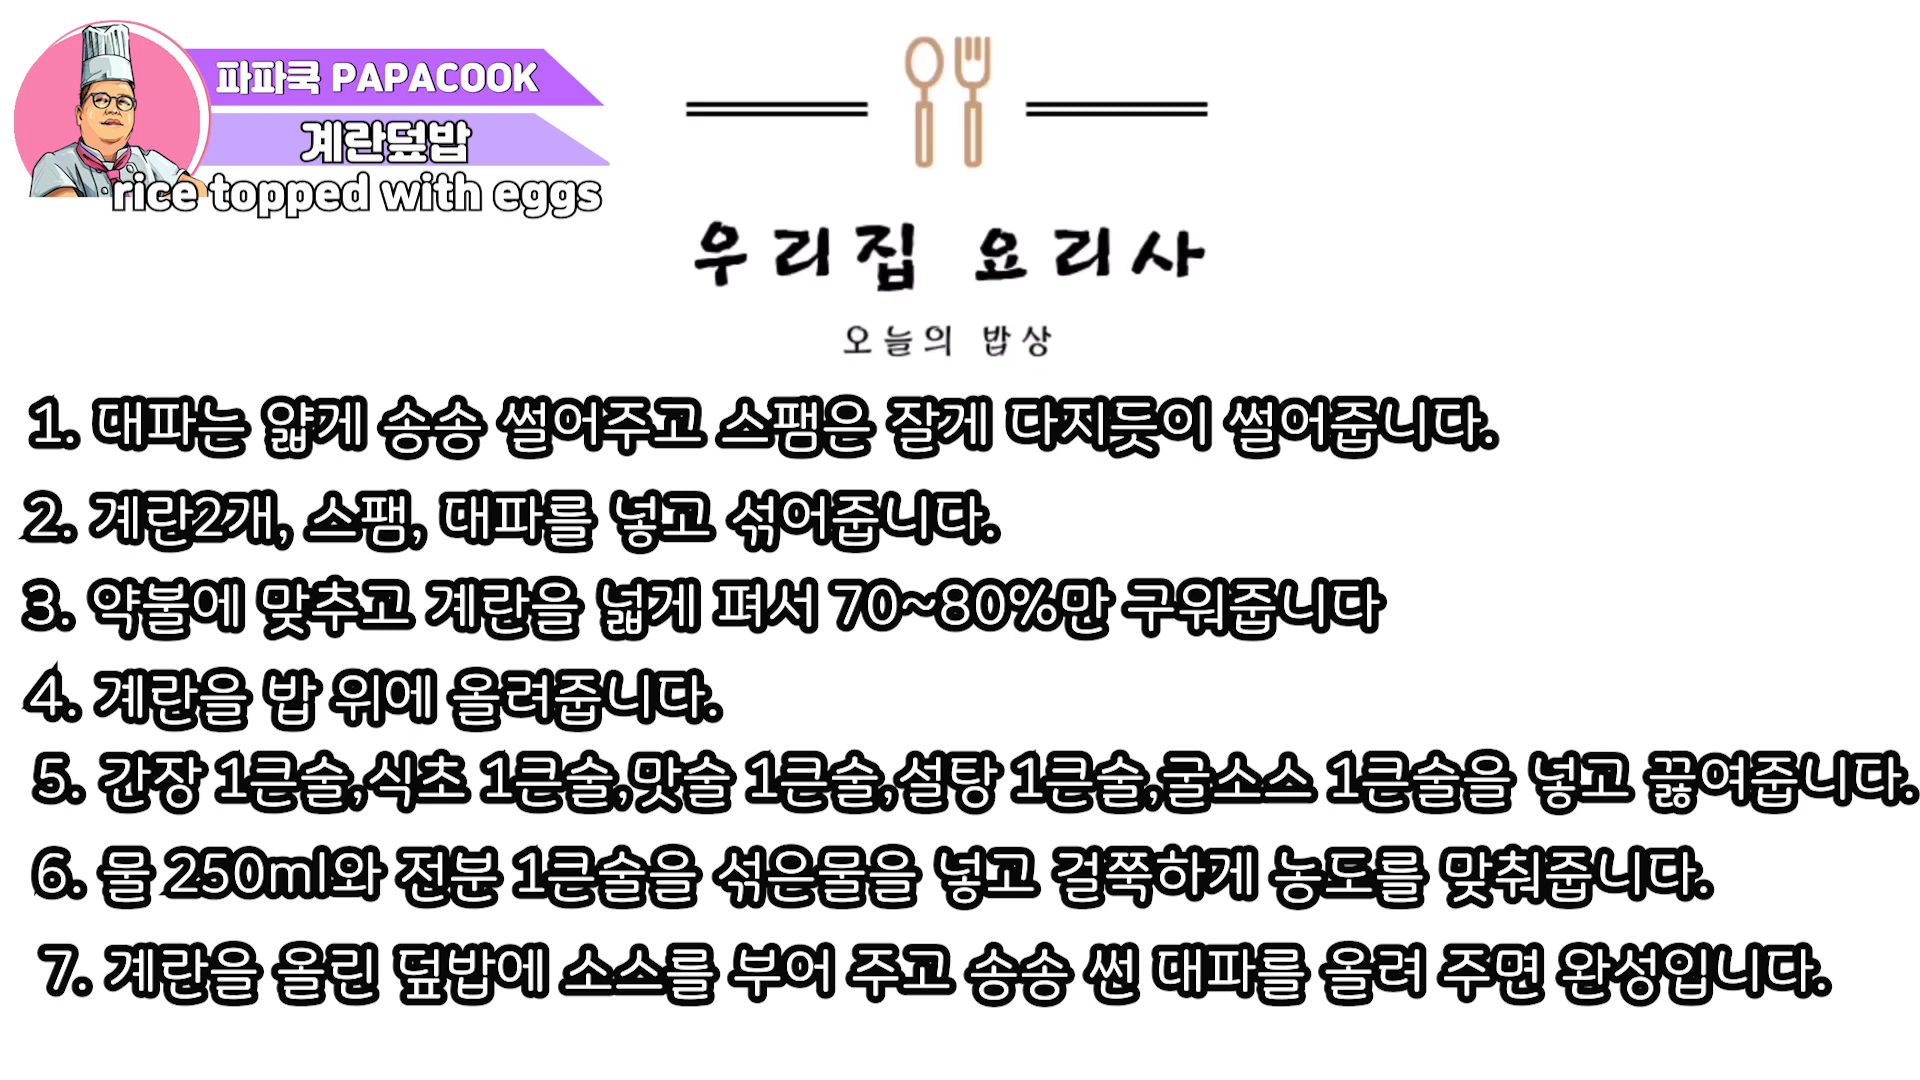 파파쿡 PAPACOOK
계란덮밥
rice topped with eggs
우리집 요리사
오늘의 밥상
1. 대파는 얇게 송송 썰어주고 스팸은 잘게 다지듯이 썰어줍니다.
2. 계란2개, 스팸, 대파를 넣고 섞어줍니다.
3. 약불에 맞추고 계란을 넓게 펴서 70~80%만 구워줍니다
4. 계란을 밥 위에 올려줍니다.
5. 간장 1큰술,식초 1큰술,맛술 1큰술,설탕 1큰술,굴소스 1큰술을 넣고 끓여줍니다.
6. 물 250ml와 전분 1큰술을 섞은물을 넣고 걸쭉하게 농도를 맞춰줍니다.
7. 계란을 올린 덮밥에 소스를 부어 주고 송송 썬 대파를 올려 주면 완성입니다.